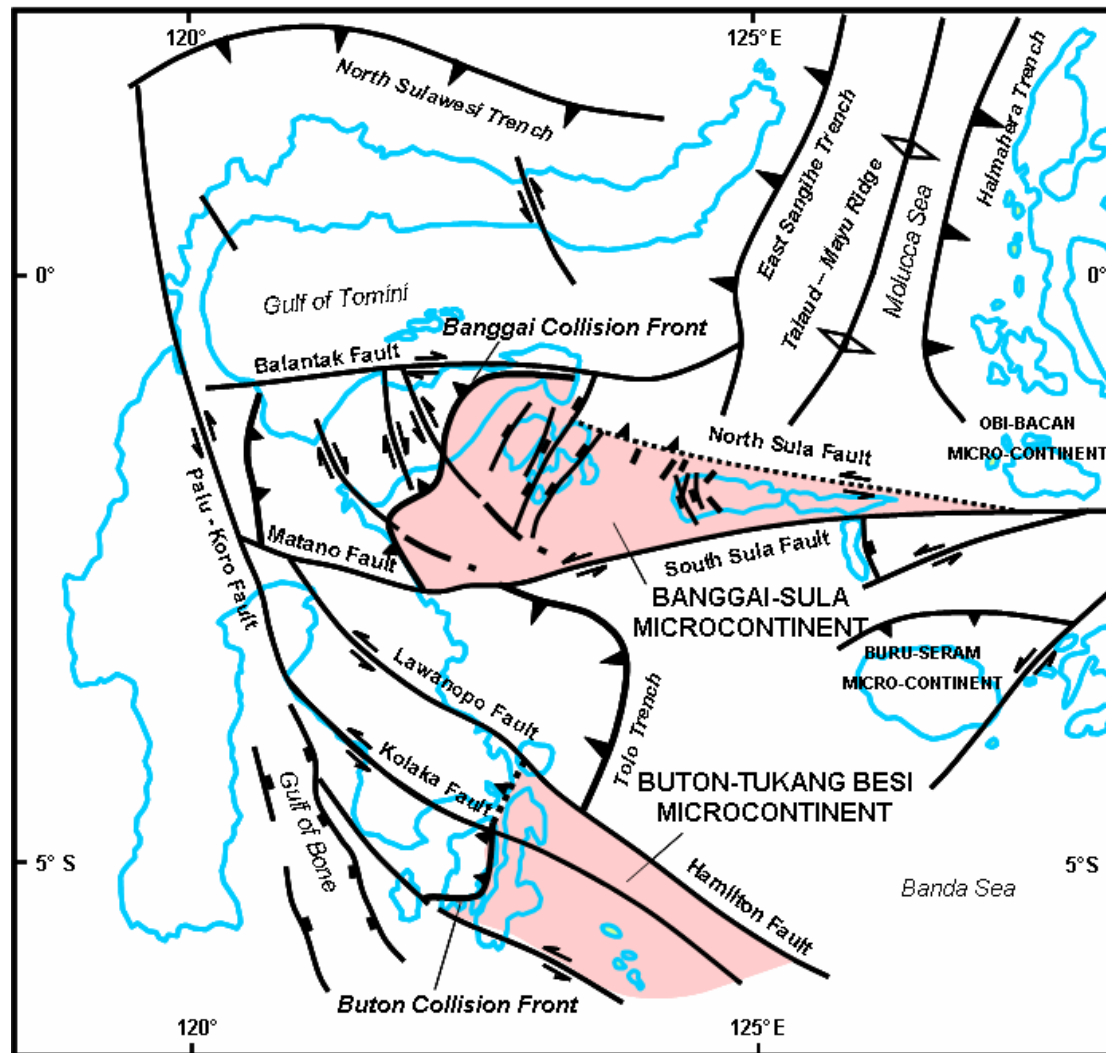 120°
125°E
North Sulawesi Trench
East Sangihe Trench
Talaud – Mayu Ridge
Molucca Sea
Halmahera Trench
0°
0°
Gulf of Tomini
Banggai Collision Front
Balantak Fault
North Sula Fault
OBI-BACAN
MICRO-CONTINENT
Palu - Koro Fault
Matano Fault
South Sula Fault
BANGGAI-SULA
MICROCONTINENT
BURU-SERAM
MICRO-CONTINENT
Lawanopo Fault
Tolo Trench
Kolaka Fault
Gulf of Bone
BUTON-TUKANG BESI
MICROCONTINENT
5° S
5° S
Hamilton Fault
Banda Sea
Buton Collision Front
120°
125°E